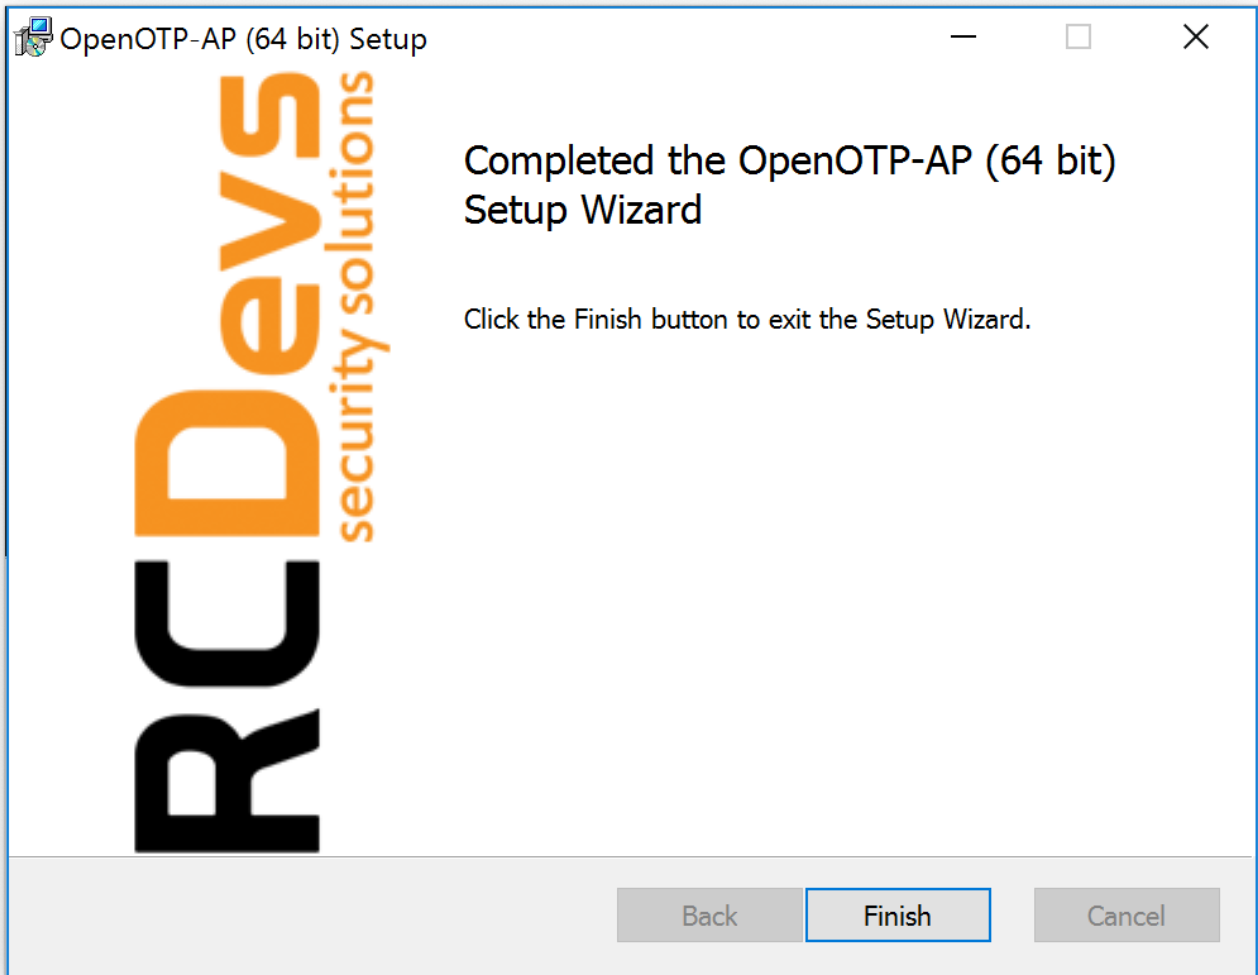 OpenOTP-AP (64 bit) Setup
RCDevs
security solutions
Completed the OpenOTP-AP (64 bit)
Setup Wizard
Click the Finish button to exit the Setup Wizard.
Back
Finish
Cancel